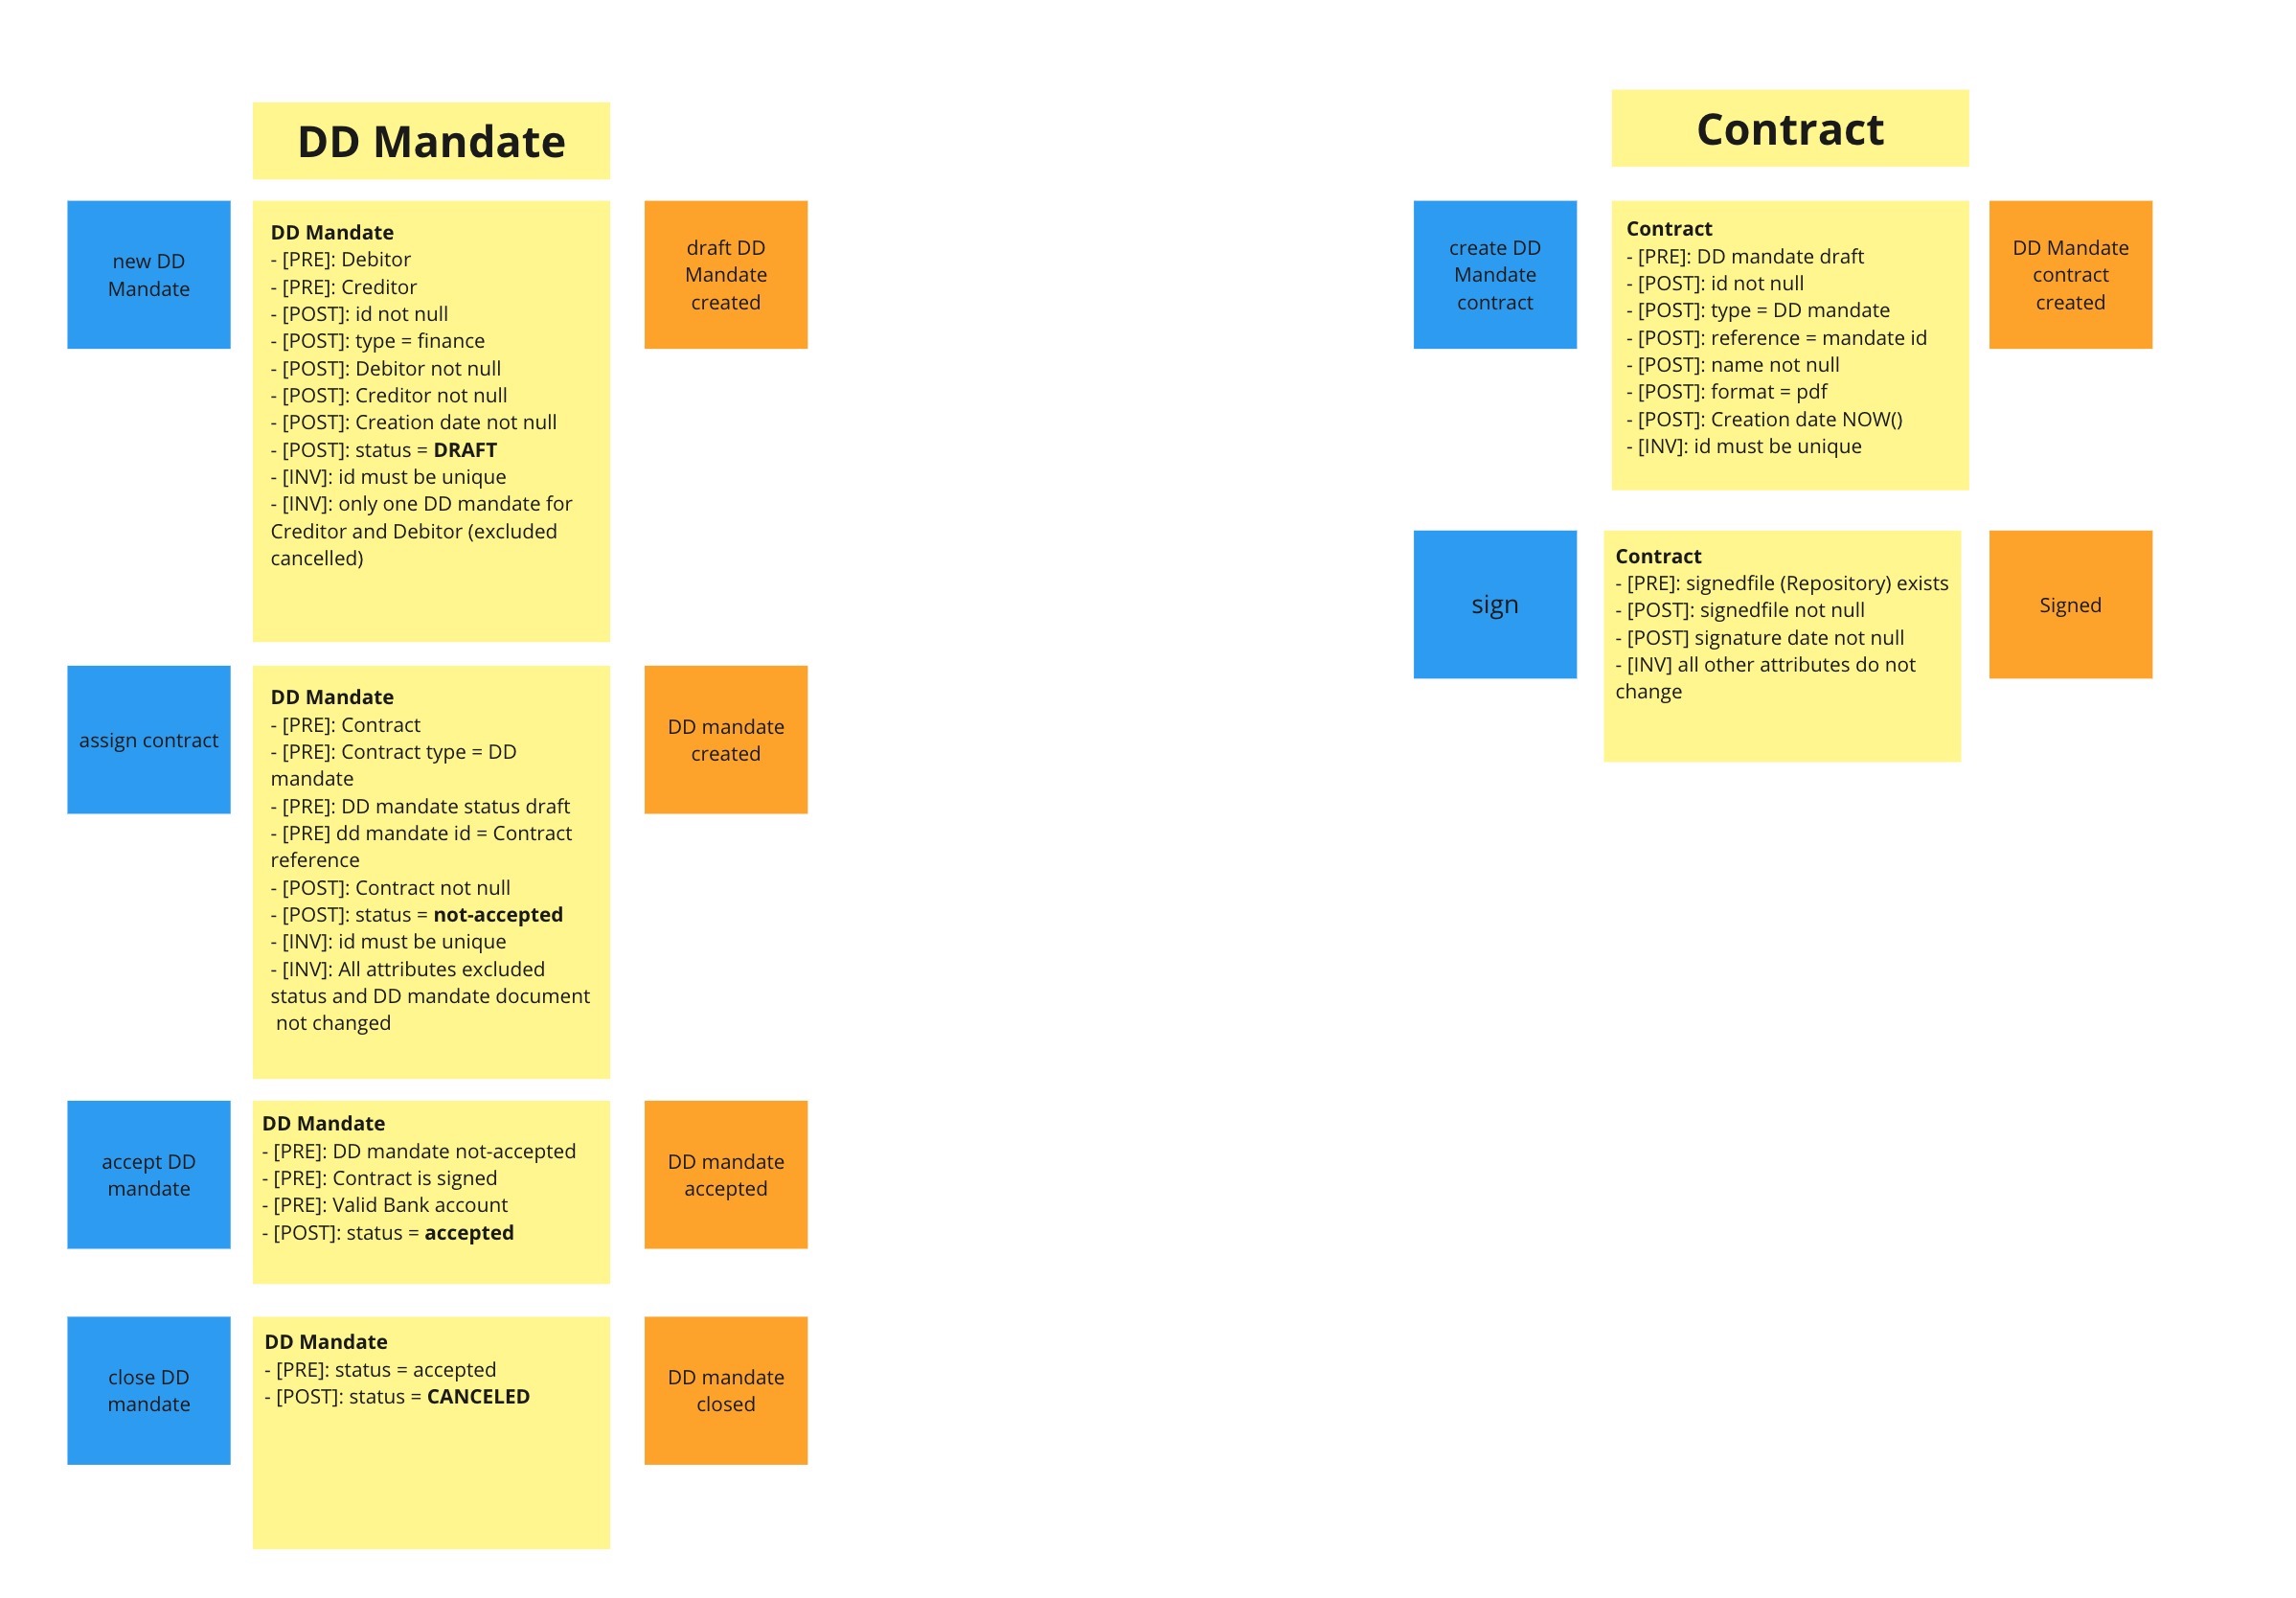 DD Mandate
new DD
Mandate
DD Mandate
- [PRE]: Debitor
- [PRE]: Creditor
- [POST]: id not null
- [POST]: type = finance
- [POST]: Debitor not null
- [POST]: Creditor not null
- [POST]: Creation date not null
- [POST]: status = DRAFT
- [INV]: id must be unique
- [INV]: only one DD mandate for
Creditor and Debitor (excluded
cancelled)
draft DD
Mandate
created
assign contract
DD Mandate
- [PRE]: Contract
- [PRE]: Contract type = DD
mandate
- [PRE]: DD mandate status draft
- [PRE] dd mandate id = Contract
reference
- [POST]: Contract not null
- [POST]: status = not-accepted
- [INV]: id must be unique
- [INV]: All attributes excluded
status and DD mandate document
not changed
DD mandate
created
accept DD
mandate
DD Mandate
- [PRE]: DD mandate not-accepted
- [PRE]: Contract is signed
- [PRE]: Valid Bank account
- [POST]: status = accepted
DD mandate
accepted
close DD
mandate
DD Mandate
- [PRE]: status = accepted
- [POST]: status = CANCELED
DD mandate
closed
Contract
create DD
Mandate
contract
Contract
- [PRE]: DD mandate draft
- [POST]: id not null
- [POST]: type = DD mandate
- [POST]: reference = mandate id
- [POST]: name not null
- [POST]: format = pdf
- [POST]: Creation date NOW()
- [INV]: id must be unique
DD Mandate
contract
created
sign
Contract
- [PRE]: signedfile (Repository) exists
- [POST]: signedfile not null
- [POST] signature date not null
- [INV] all other attributes do not
change
Signed